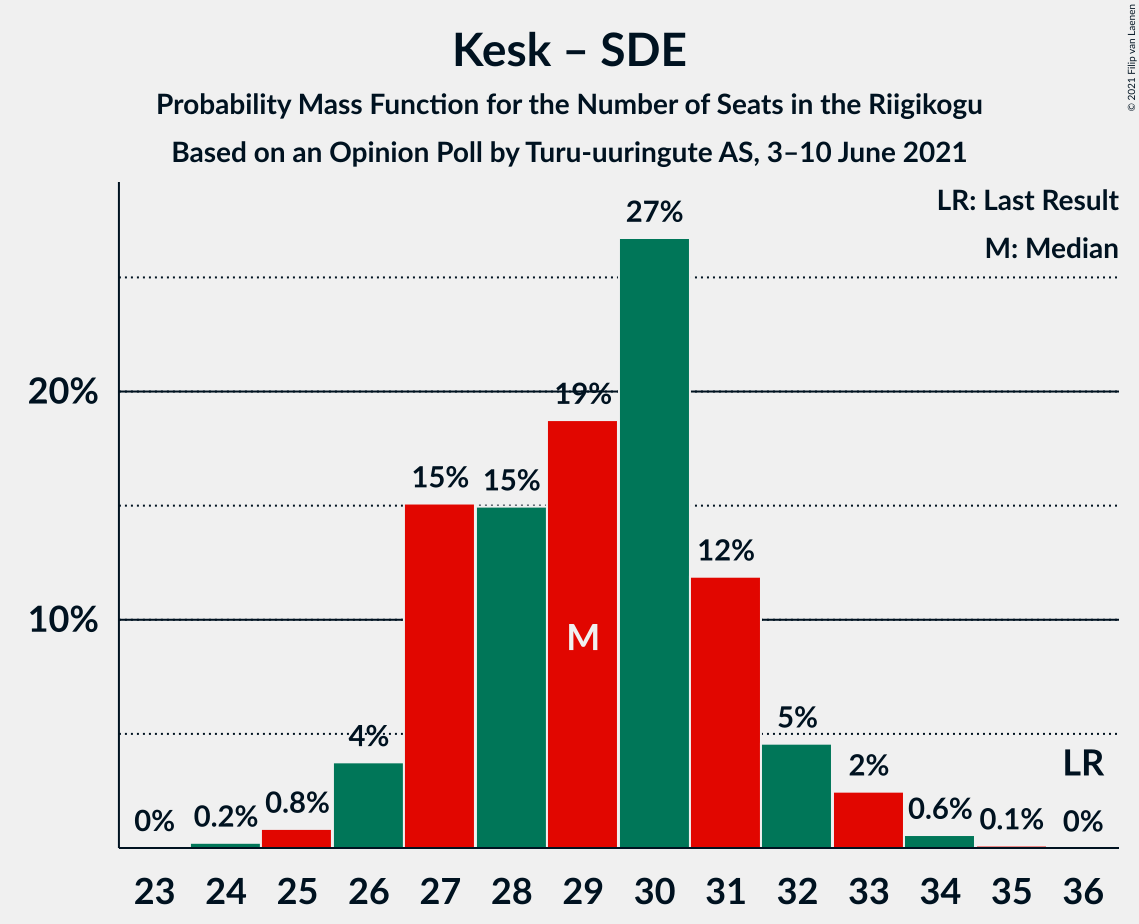 Kesk – SDE
Probability Mass Function for the Number of Seats in the Riigikogu
Based on an Opinion Poll by Turu-uuringute AS, 3–10 June 2021
© 2021 Filip van Laenen
LR: Last Result
M: Median
27%
20%
19%
15%
15%
12%
10%
M
5%
4%
LR
2%
0%
0.2%
0.8%
0.6%
0.1%
0%
23 24 25 26 27 28 29 30 31 32 33 34 35 36